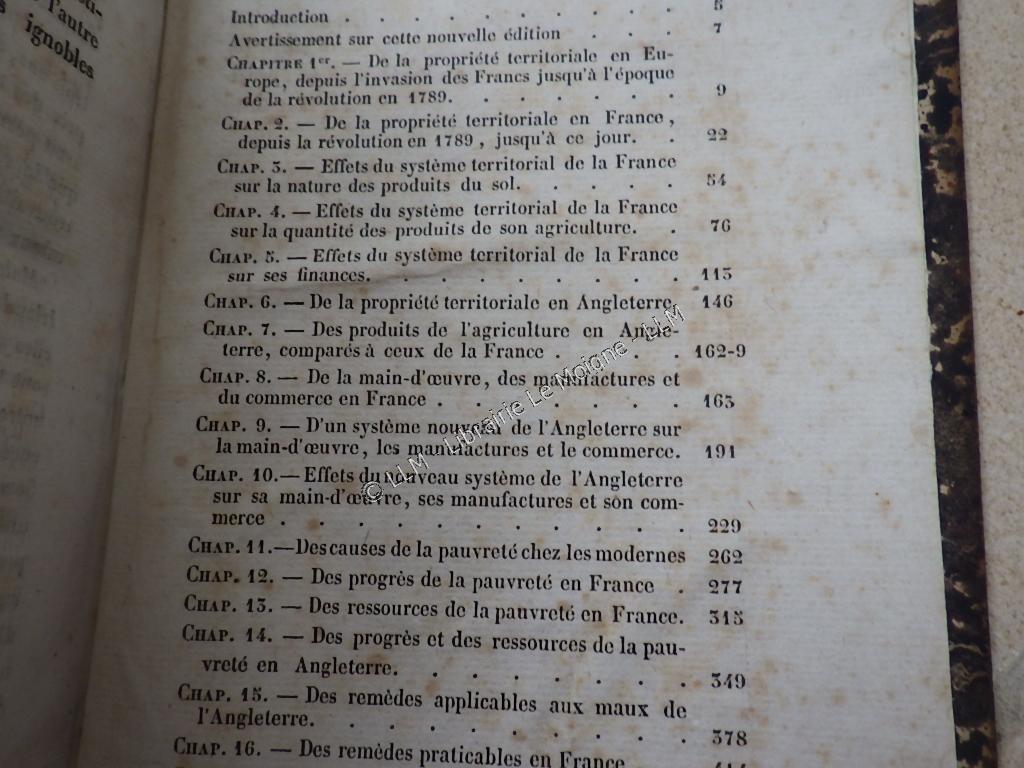 l'autre
ignobles
Introduction . . . . . . . . . 5
Avertissement sur cette nouvelle édition . . . 7
CHAPITRE 1er. — De la propriété territoriale en Eu-
rope, depuis l'invasion des Francs jusqu'à l'époque
de la révolution en 1789. . . . . . . 9
CHAP. 2. — De la propriété territoriale en France,
depuis la révolution en 1789, jusqu'à ce jour. . 22
CHAP. 3. — Effets du système territorial de la France
sur la nature des produits du sol. . . . . 54
CHAP. 4. — Effets du système territorial de la France
sur la quantité des produits de son agriculture. . 76
CHAP. 5. — Effets du système territorial de la France
sur ses finances. . . . . . . . . 113
CHAP. 6. — De la propriété territoriale en Angleterre. 146
CHAP. 7. — Des produits de l'agriculture en Angle-
terre, comparés à ceux de la France . . . . 162-9
CHAP. 8. — De la main-d'œuvre, des manufactures et
du commerce en France . . . . . . . 163
CHAP. 9. — D'un système nouveau de l'Angleterre sur
la main-d'œuvre, les manufactures et le commerce. 191
CHAP. 10.— Effets du nouveau système de l'Angleterre
sur sa main-d'œuvre, ses manufactures et son com-
merce . . . . . . . . . . . 229
CHAP. 11.—Des causes de la pauvreté chez les modernes 262
CHAP. 12. — Des progrès de la pauvreté en France . 277
CHAP. 13. — Des ressources de la pauvreté en France. 315
CHAP. 14. — Des progrès et des ressources de la pau-
vreté en Angleterre. . . . . . . . 349
CHAP. 15. — Des remèdes applicables aux maux de
l'Angleterre. . . . . . . . . . 378
CHAP. 16. — Des remèdes praticables en France
© LLM - Librairie Le Moigne - LLM